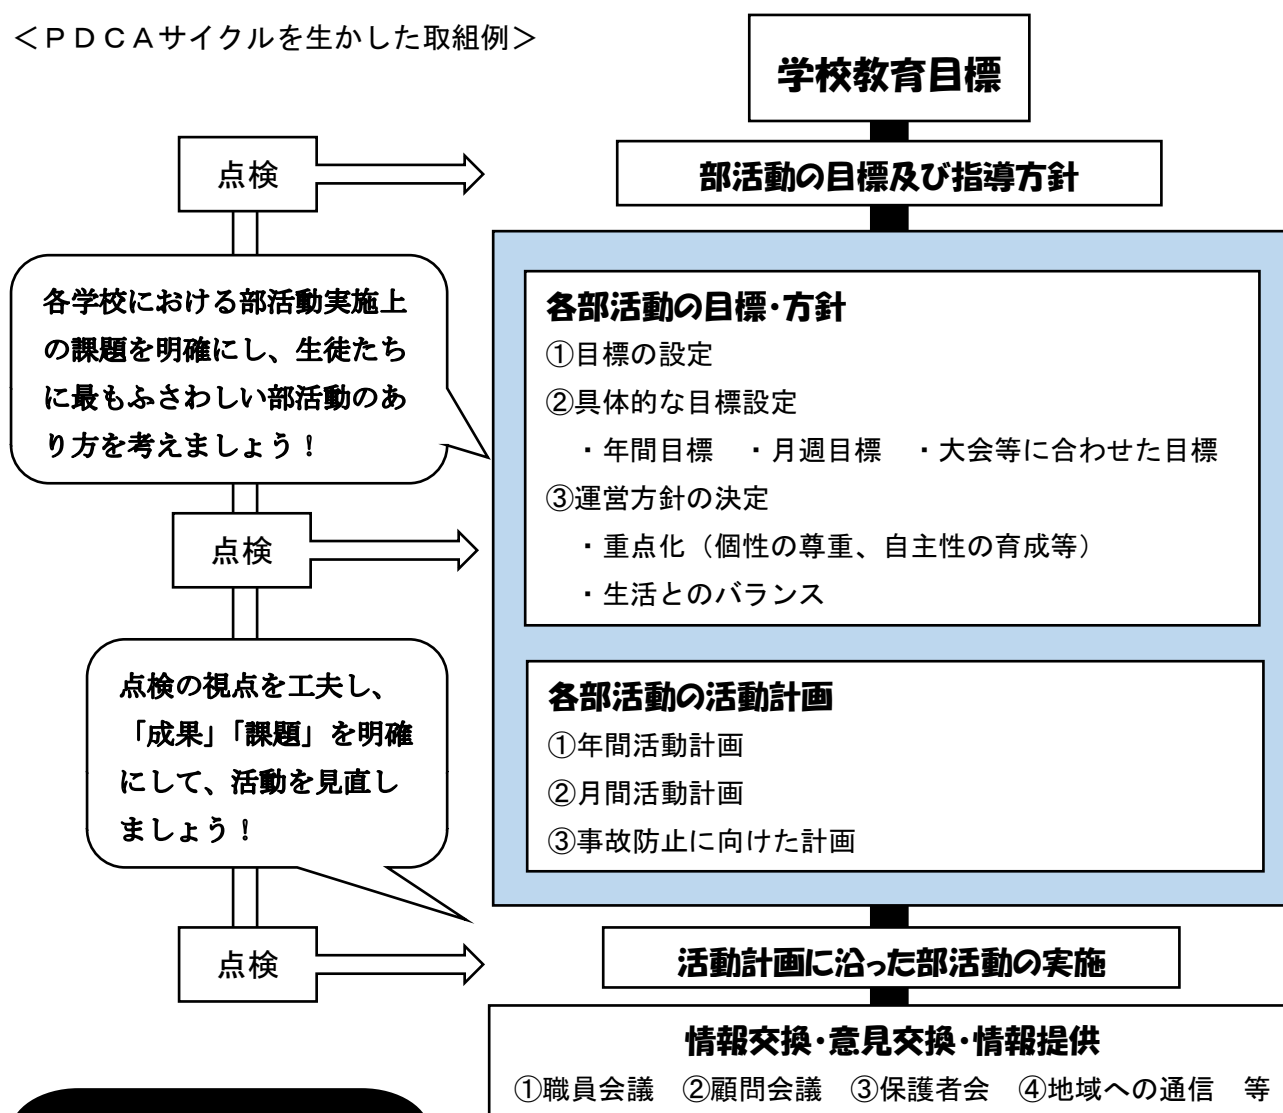 ＜ＰＤＣＡサイクルを生かした取組例＞
学校教育目標
点検
部活動の目標及び指導方針
各学校における部活動実施上
の課題を明確にし、生徒たち
に最もふさわしい部活動のあ
り方を考えましょう！
各部活動の目標・方針
①目標の設定
②具体的な目標設定
・年間目標　・月週目標　・大会等に合わせた目標
③運営方針の決定
・重点化（個性の尊重、自主性の育成等）
・生活とのバランス
点検
点検の視点を工夫し、
「成果」「課題」を明確
にして、活動を見直し
ましょう！
各部活動の活動計画
①年間活動計画
②月間活動計画
③事故防止に向けた計画
点検
活動計画に沿った部活動の実施
情報交換・意見交換・情報提供
①職員会議　②顧問会議　③保護者会　④地域への通信　等